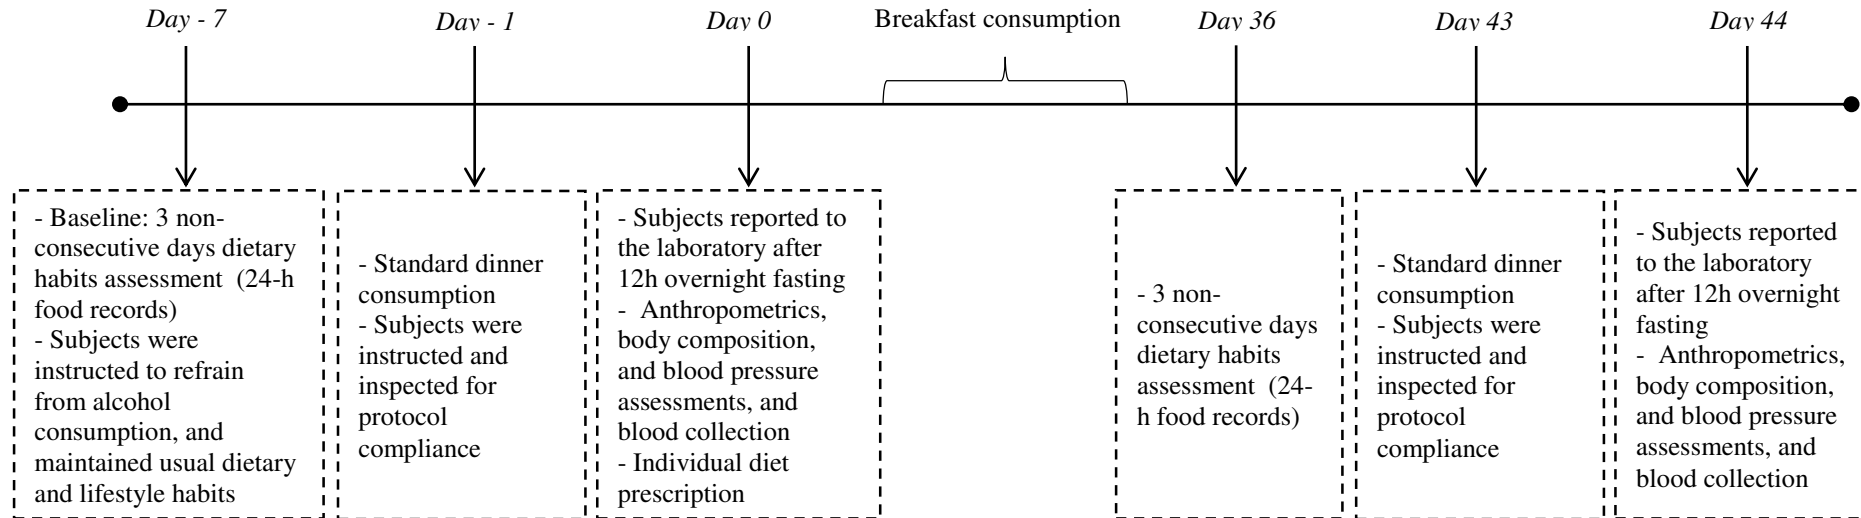 Day - 7
Day - 1
Day 0
Breakfast consumption
Day 36
Day 43
Day 44
- Baseline: 3 non-
consecutive days dietary
habits assessment (24-h
food records)
- Subjects were
instructed to refrain
from alcohol
consumption, and
maintained usual dietary
and lifestyle habits
- Standard dinner
consumption
- Subjects were
instructed and
inspected for
protocol
compliance
- Subjects reported to
the laboratory after
12h overnight fasting
- Anthropometrics,
body composition,
and blood pressure
assessments, and
blood collection
- Individual diet
prescription
- 3 non-
consecutive days
dietary habits
assessment (24-
h food records)
- Standard dinner
consumption
- Subjects were
instructed and
inspected for
protocol
compliance
- Subjects reported
to the laboratory
after 12h overnight
fasting
- Anthropometrics,
body composition,
and blood pressure
assessments, and
blood collection